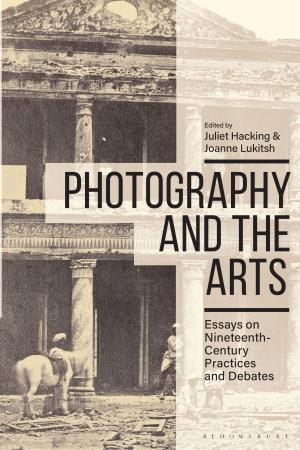 Edited by
Juliet Hacking &
Joanne Lukitsh
PHOTOGRAPHY
AND THE
ARTS
Essays on
Nineteenth-
Century
Practices
and Debates
BLOOMSBURY